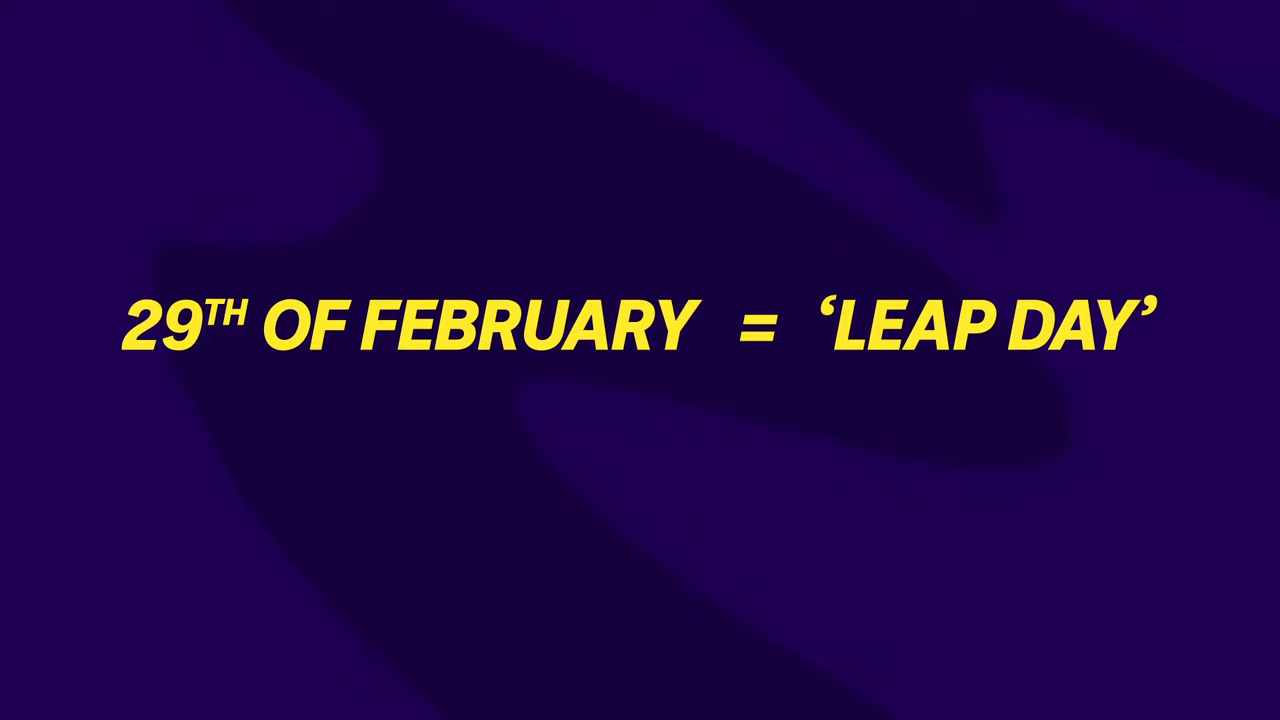 29TH OF FEBRUARY = ‘LEAP DAY’